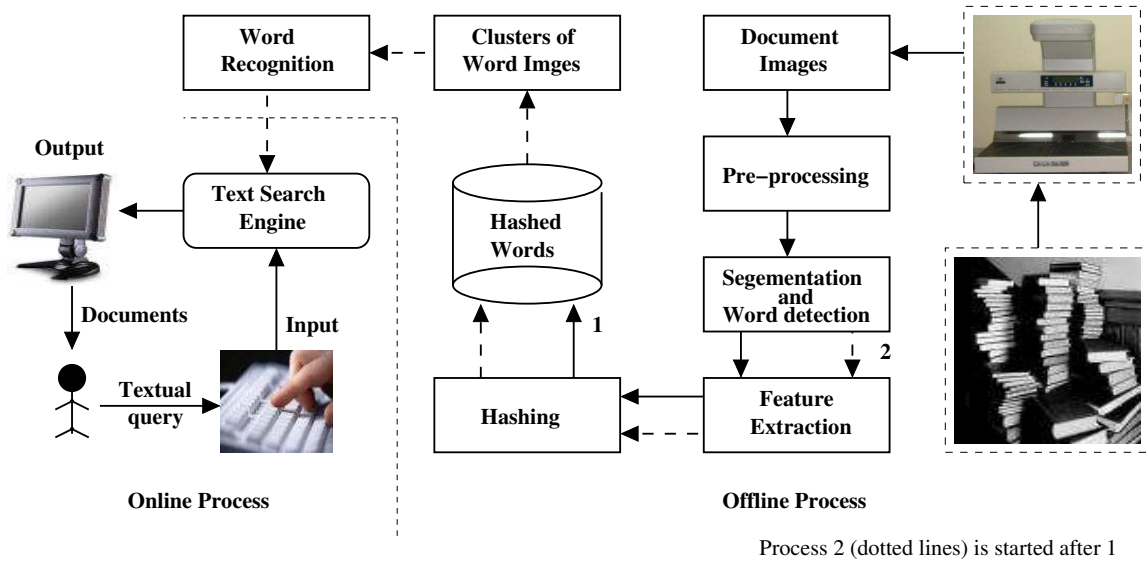 Word
Recognition
Clusters of
Word Imges
Document
Images
Output
Text Search
Engine
Hashed
Words
Pre−processing
Segementation
and
Word detection
Documents
Input
1
2
Textual
query
Hashing
Feature
Extraction
Online Process
Offline Process
Process 2 (dotted lines) is started after 1